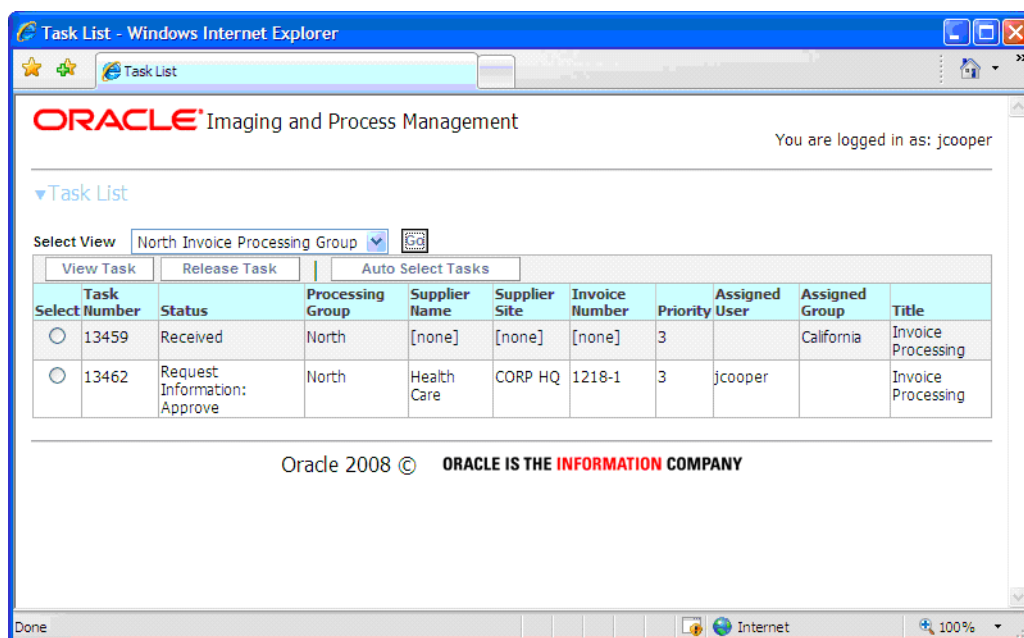 Task List - Windows Internet Explorer
Task List
»
ORACLE Imaging and Process Management
You are logged in as: jcooper
▼Task List
Select View North Invoice Processing Group Go
View Task Release Task | Auto Select Tasks
Select Task Number Status Processing Group Supplier Name Supplier Site Invoice Number Priority Assigned User Assigned Group Title
13459 Received North [none] [none] [none] 3 California Invoice Processing
13462 Request Information: Approve North Health Care CORP HQ 1218-1 3 jcooper Invoice Processing
Oracle 2008 © ORACLE IS THE INFORMATION COMPANY
Done Internet 100%